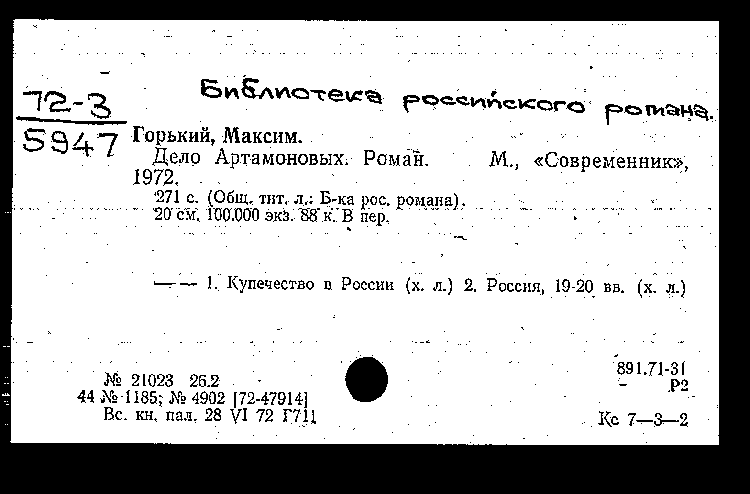 Библиотека российского романа.
72-3
5947
Горький, Максим.
Дело Артамоновых. Роман. М., «Современник»,
1972.
271 с. (Общ. тит. л.: Б-ка рос. романа).
20 см. 100.000 экз. 88 к. В пер.
— — 1. Купечество в России (х. л.) 2. Россия, 19-20 вв. (х. л.)
891.71-31
№ 21023 26.2
- Р2
44 № 1185; № 4902 [72-47914]
Вс. кн. пал. 28 VI 72 Г711
Кс 7—3—2